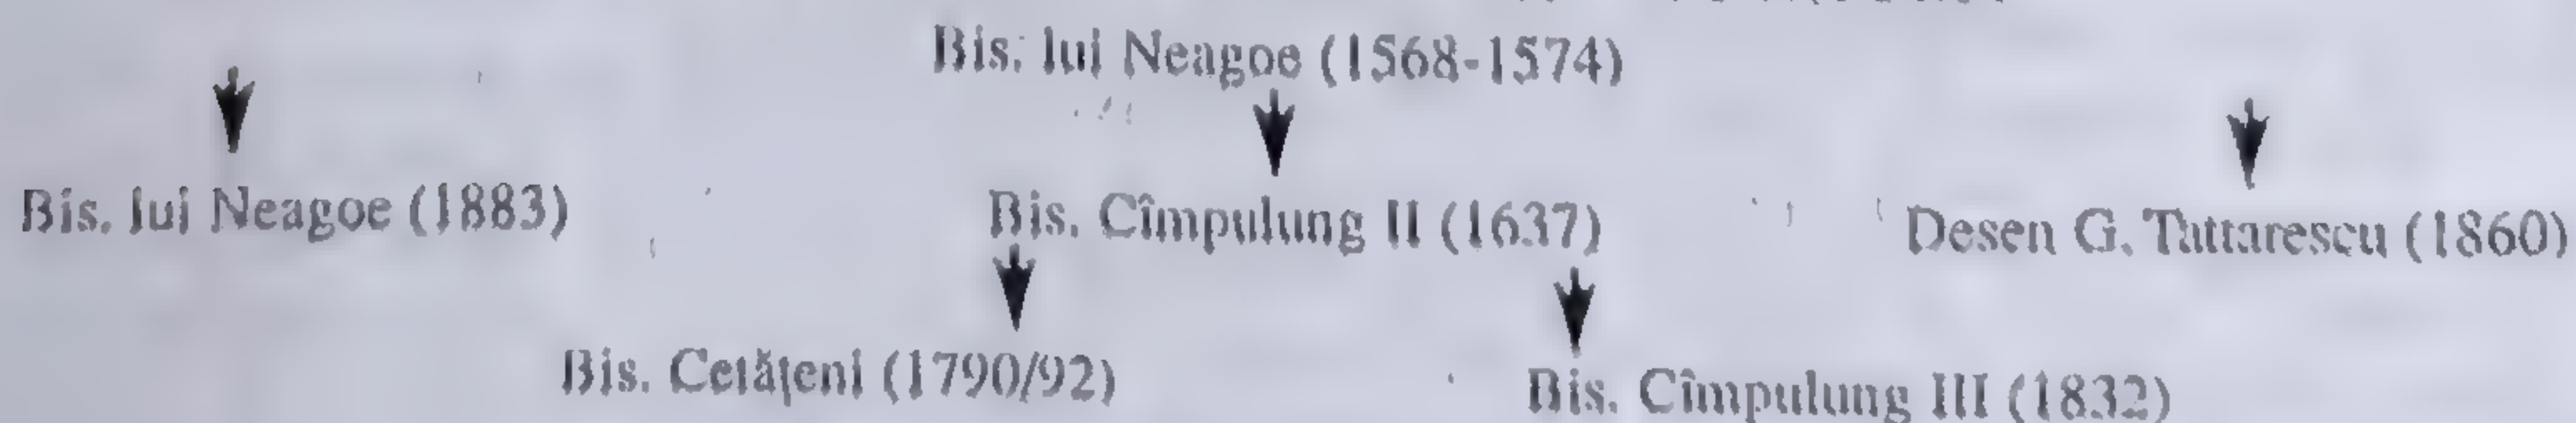 Bis. lui Neagoe (1568-1574)
Bis. lui Neagoe (1883)
Bis. Cîmpulung II (1637)
Desen G. Tattarescu (1860)
Bis. Cetăţeni (1790/92)
Bis. Cîmpulung III (1832)